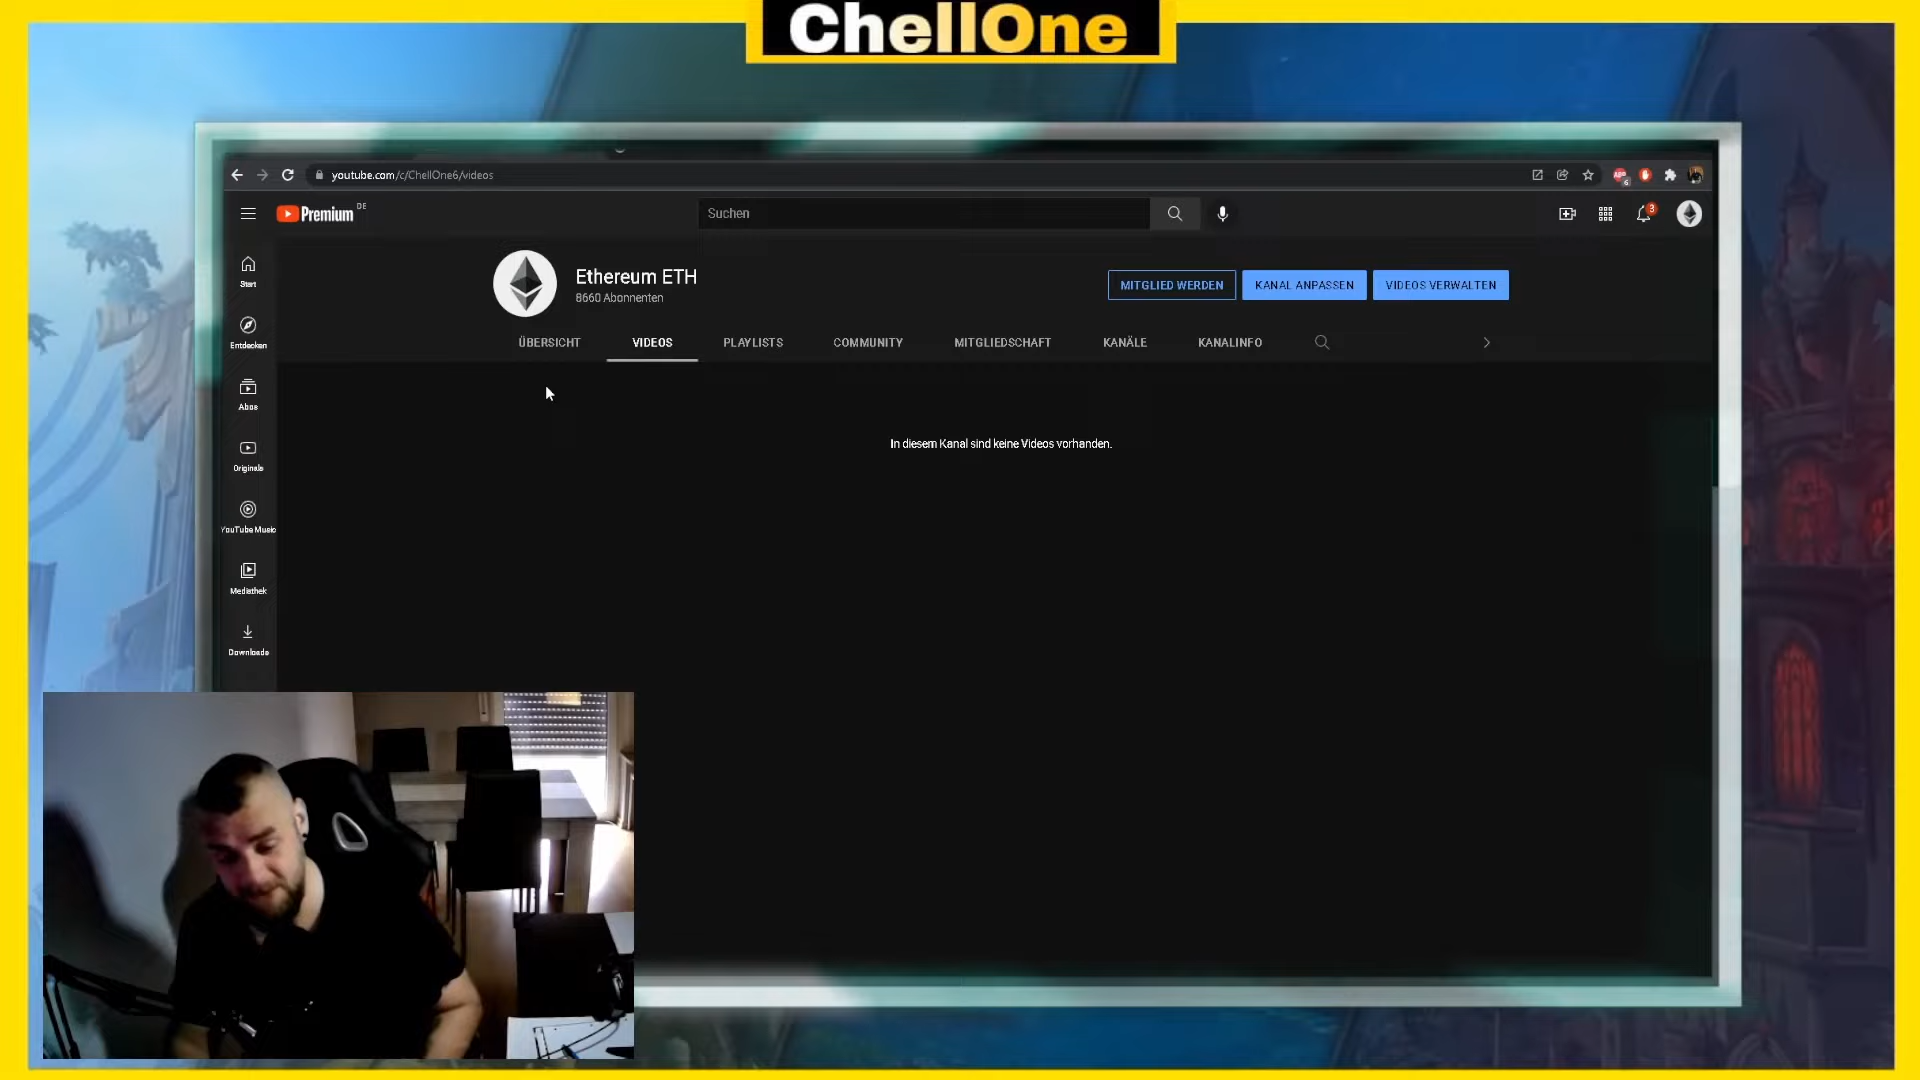 ChellOne
youtube.com/c/ChellOne6/videos
Premium DE
Suchen
3
6
Start
Entdecken
Abos
Originals
YouTube Music
Mediathek
Downloads
Ethereum ETH
8660 Abonnenten
MITGLIED WERDEN
KANAL ANPASSEN
VIDEOS VERWALTEN
ÜBERSICHT
VIDEOS
PLAYLISTS
COMMUNITY
MITGLIEDSCHAFT
KANÄLE
KANALINFO
In diesem Kanal sind keine Videos vorhanden.